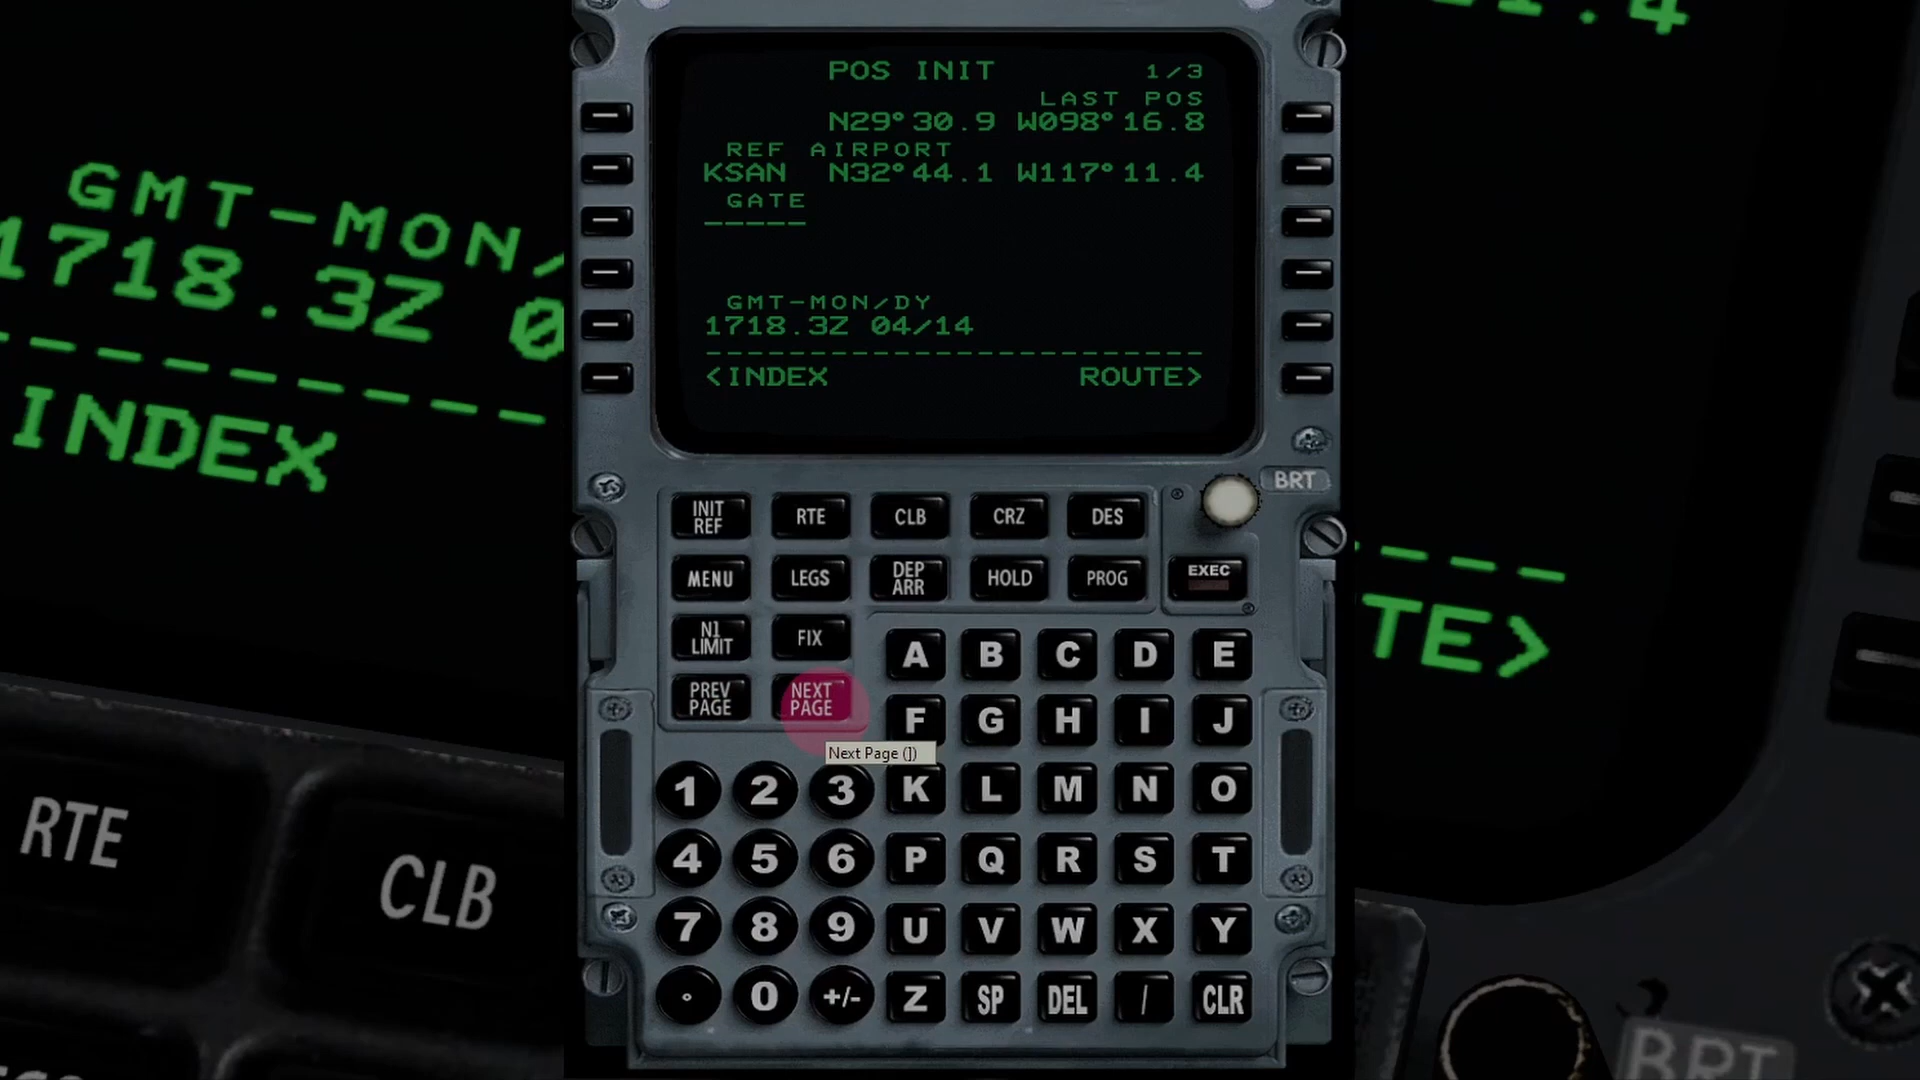 POS INIT 1/3
LAST POS
N29°30.9 W098°16.8
REF AIRPORT
KSAN N32°44.1 W117°11.4
GATE
-----
GMT-MON/DY
1718.3Z 04/14
------------------------
<INDEX ROUTE>
BRT
INIT REF RTE CLB CRZ DES
MENU LEGS DEP ARR HOLD PROG EXEC
N1 LIMIT FIX
PREV PAGE NEXT PAGE
Next Page (])
A B C D E
F G H I J
1 2 3 K L M N O
4 5 6 P Q R S T
7 8 9 U V W X Y
° 0 +/- Z SP DEL / CLR
GMT-MON/
1718.3Z 0
INDEX
RTE
CLB
.4
TE>
BRT